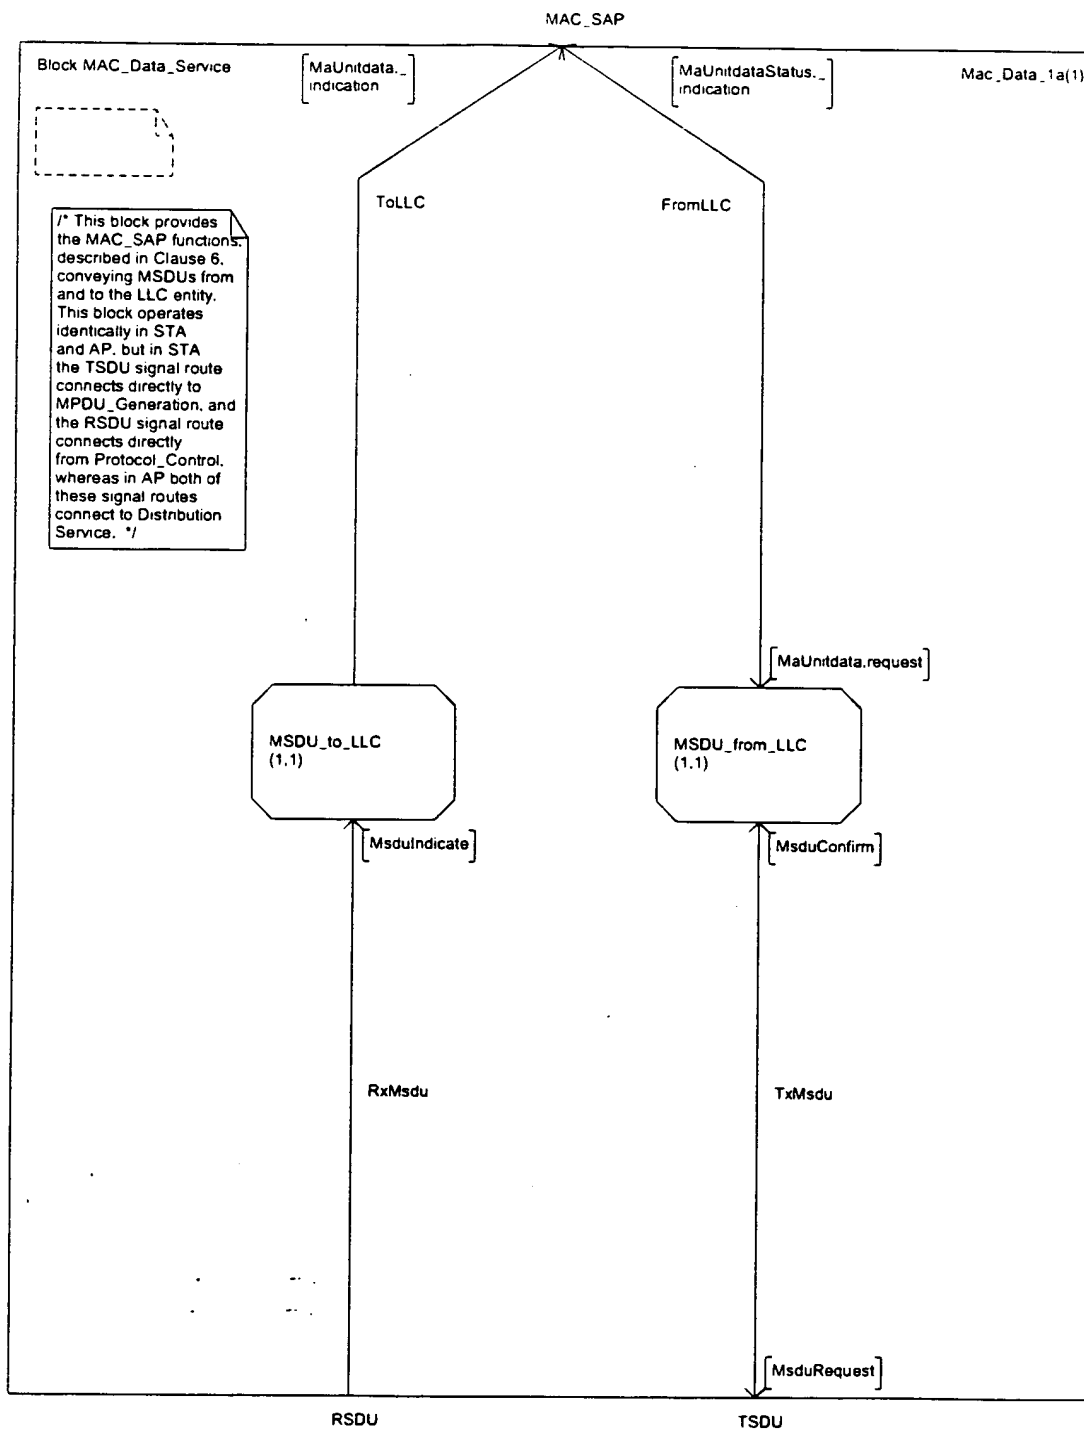 MAC_SAP
Block MAC_Data_Service
MaUnitdata._
indication
MaUnitdataStatus._
indication
Mac_Data_1a(1)
ToLLC
FromLLC
/* This block provides
the MAC_SAP functions,
described in Clause 6,
conveying MSDUs from
and to the LLC entity.
This block operates
identically in STA
and AP, but in STA
the TSDU signal route
connects directly to
MPDU_Generation, and
the RSDU signal route
connects directly
from Protocol_Control,
whereas in AP both of
these signal routes
connect to Distribution
Service. */
MaUnitdata.request
MSDU_to_LLC
(1,1)
MSDU_from_LLC
(1,1)
MsduIndicate
MsduConfirm
RxMsdu
TxMsdu
MsduRequest
RSDU
TSDU